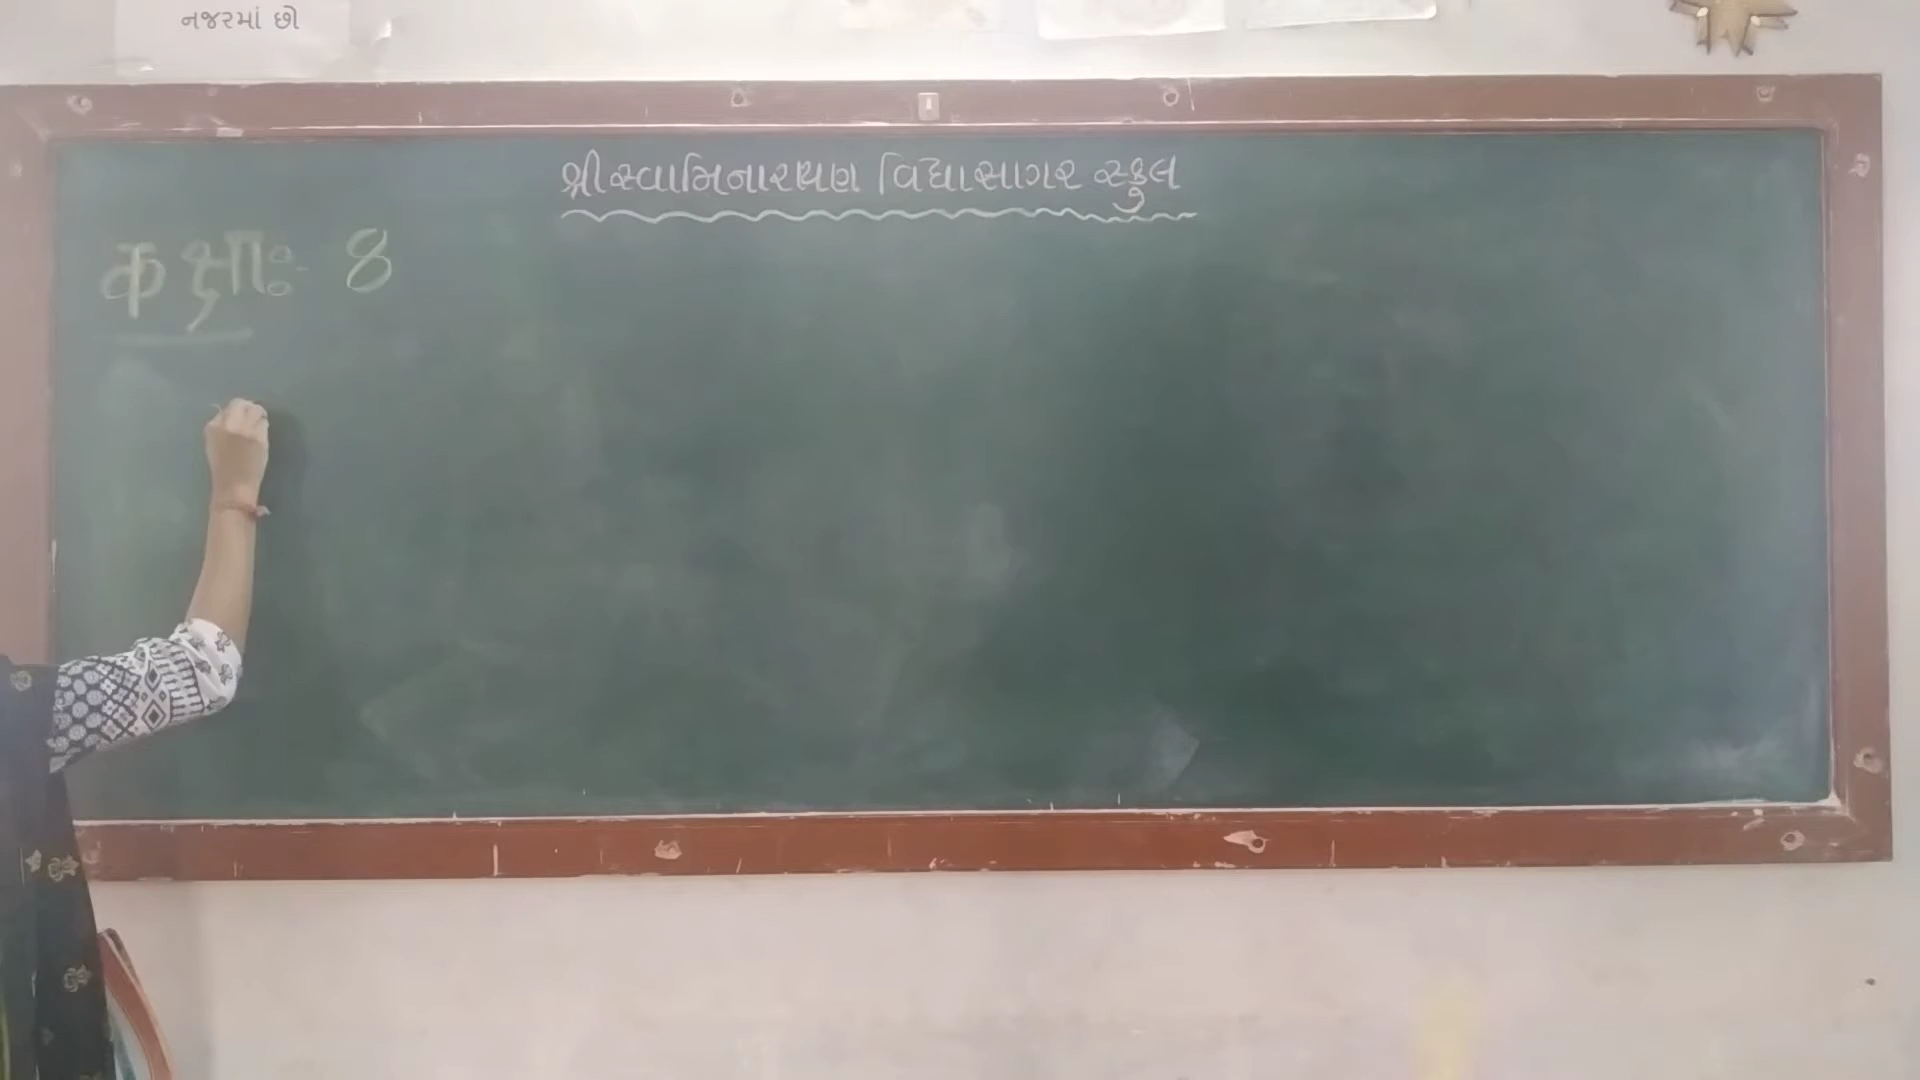 નજરમાં છો
શ્રી સ્વામિનારાયણ વિદ્યાસાગર સ્કુલ
कक्षाः- 8